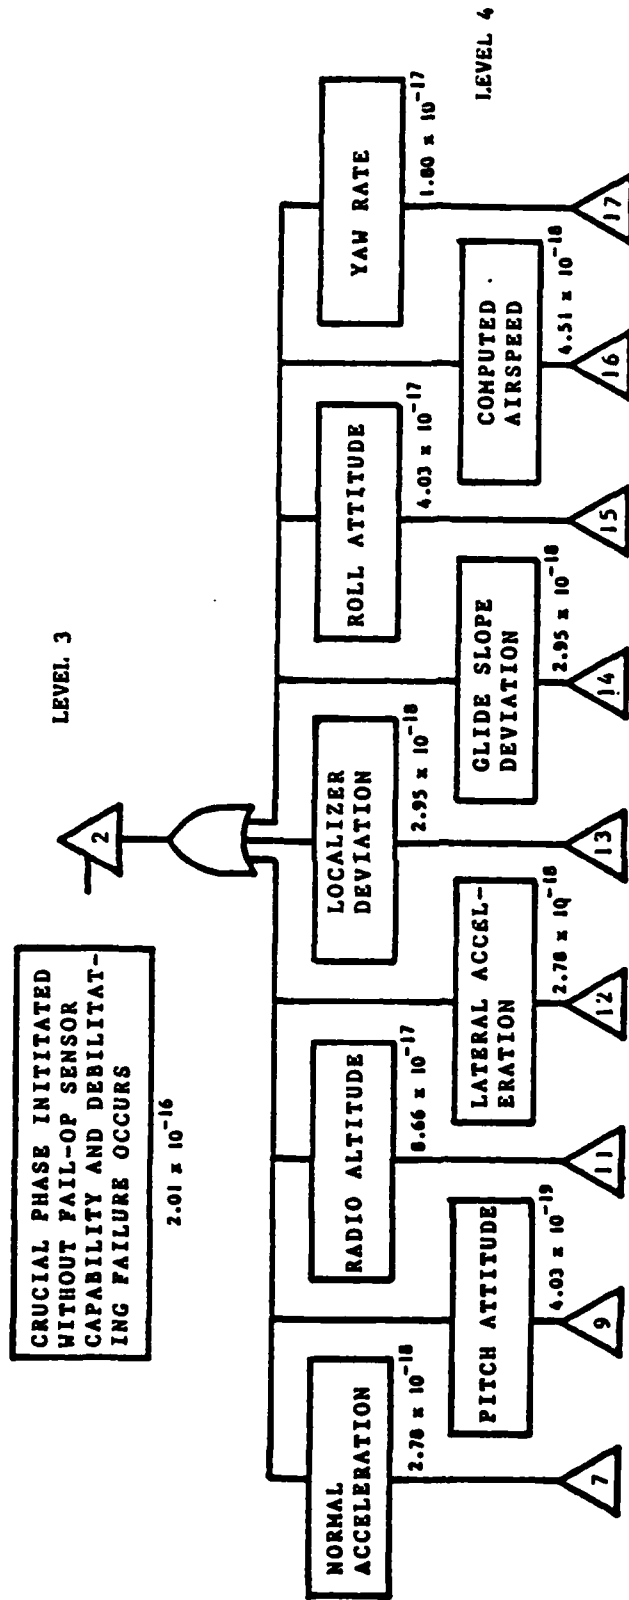 LEVEL 3
2
CRUCIAL PHASE INITITATED
WITHOUT FAIL-OP SENSOR
CAPABILITY AND DEBILITAT-
ING FAILURE OCCURS
2.01 x 10⁻¹⁶
NORMAL
ACCELERATION
2.78 x 10⁻¹⁸
7
PITCH ATTITUDE
4.03 x 10⁻¹⁹
9
RADIO ALTITUDE
8.66 x 10⁻¹⁷
11
LATERAL ACCEL-
ERATION
2.78 x 10⁻¹⁸
12
LOCALIZER
DEVIATION
2.95 x 10⁻¹⁸
13
GLIDE SLOPE
DEVIATION
2.95 x 10⁻¹⁸
14
ROLL ATTITUDE
4.03 x 10⁻¹⁷
15
COMPUTED
AIRSPEED
4.51 x 10⁻¹⁸
16
YAW RATE
1.80 x 10⁻¹⁷
17
LEVEL 4